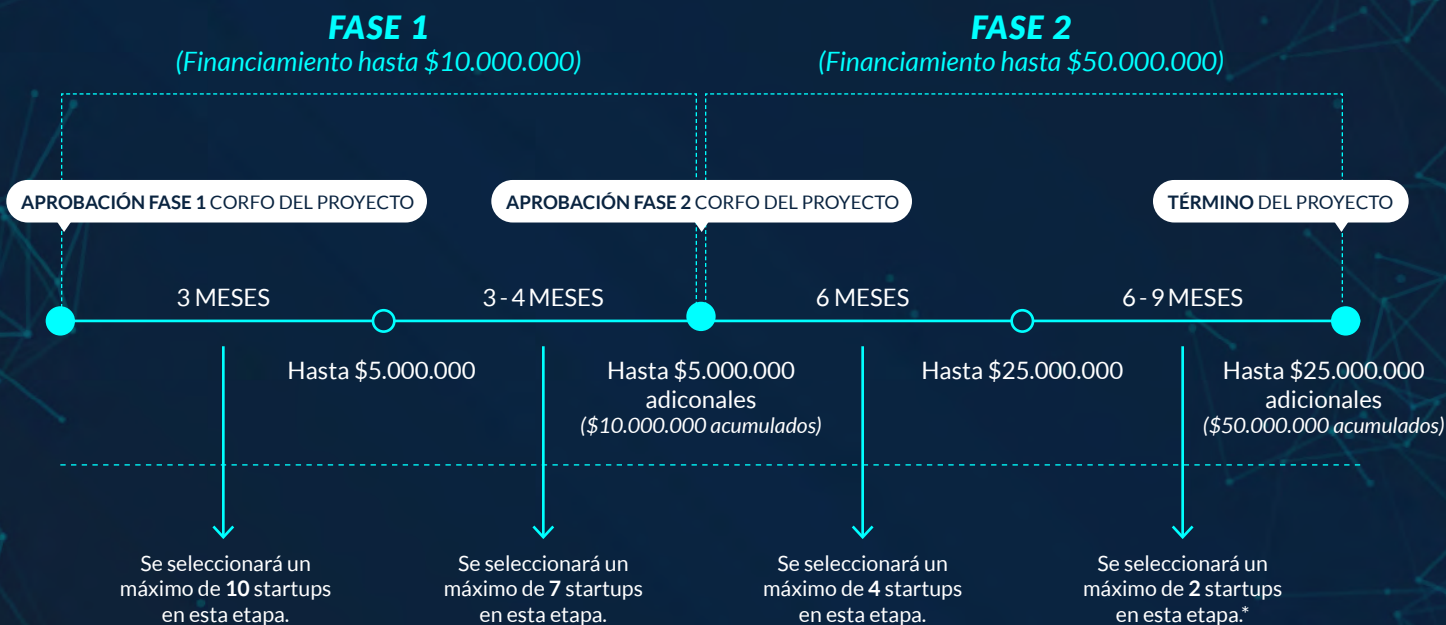 FASE 1
(Financiamiento hasta $10.000.000)
FASE 2
(Financiamiento hasta $50.000.000)
APROBACIÓN FASE 1 CORFO DEL PROYECTO
APROBACIÓN FASE 2 CORFO DEL PROYECTO
TÉRMINO DEL PROYECTO
3 MESES
3 - 4 MESES
6 MESES
6 - 9 MESES
Hasta $5.000.000
Hasta $5.000.000
adiconales
($10.000.000 acumulados)
Hasta $25.000.000
Hasta $25.000.000
adicionales
($50.000.000 acumulados)
Se seleccionará un
máximo de 10 startups
en esta etapa.
Se seleccionará un
máximo de 7 startups
en esta etapa.
Se seleccionará un
máximo de 4 startups
en esta etapa.
Se seleccionará un
máximo de 2 startups
en esta etapa.*